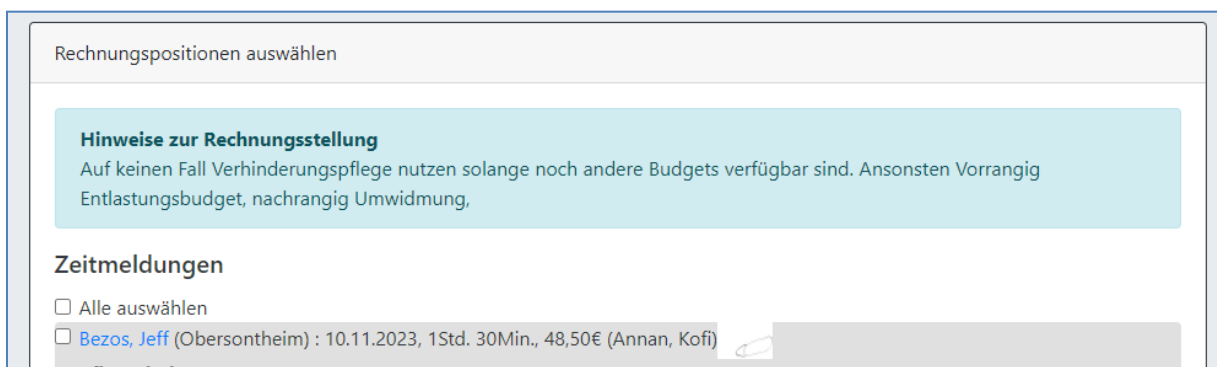 Rechnungspositionen auswählen
Hinweise zur Rechnungsstellung
Auf keinen Fall Verhinderungspflege nutzen solange noch andere Budgets verfügbar sind. Ansonsten Vorrangig
Entlastungsbudget, nachrangig Umwidmung,
Zeitmeldungen
Alle auswählen
Bezos, Jeff (Obersontheim) : 10.11.2023, 1Std. 30Min., 48,50€ (Annan, Kofi)